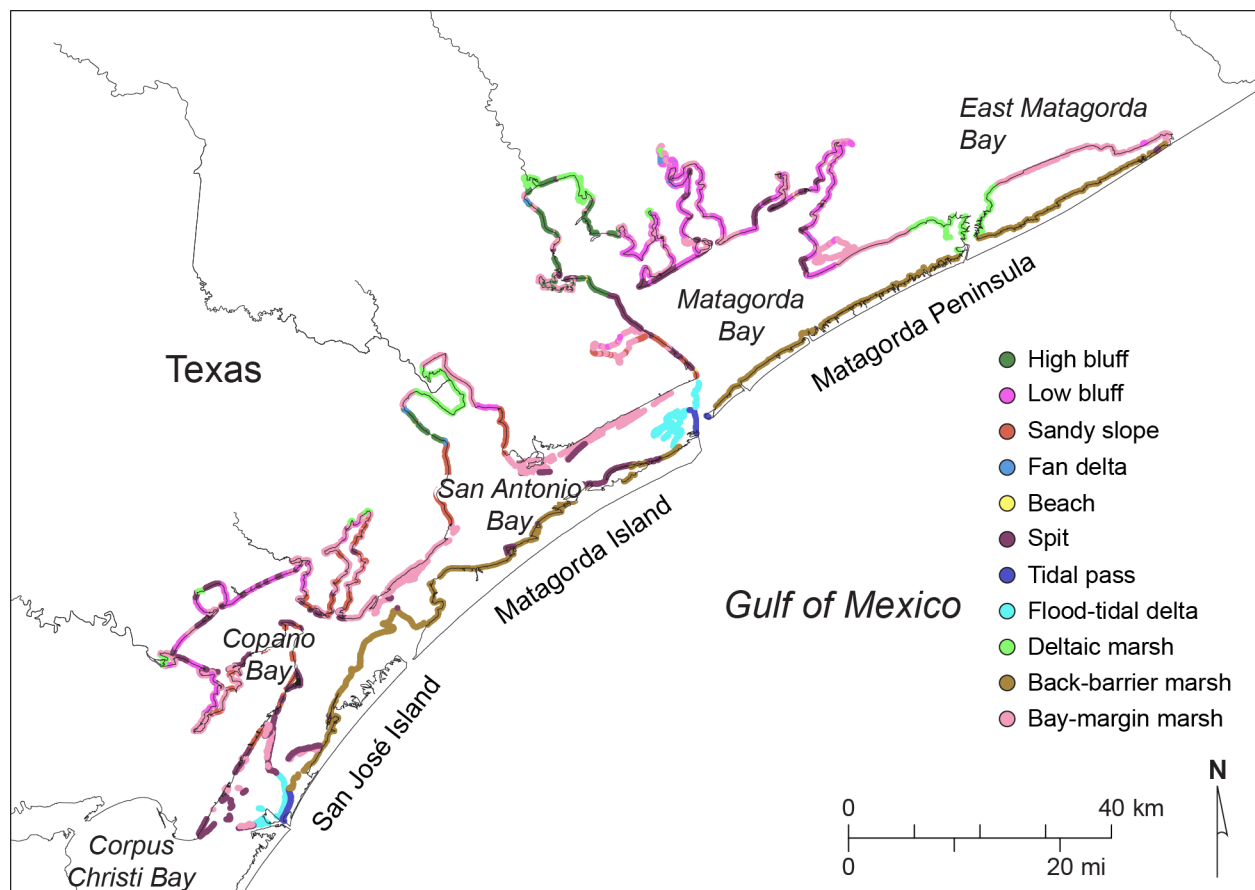 East Matagorda
Bay
Matagorda
Bay
Matagorda Peninsula
Texas
High bluff
Low bluff
Sandy slope
Fan delta
Beach
Spit
Tidal pass
Flood-tidal delta
Deltaic marsh
Back-barrier marsh
Bay-margin marsh
San Antonio
Bay
Matagorda Island
Gulf of Mexico
Copano
Bay
San José Island
Corpus
Christi Bay
N
0 40 km
0 20 mi